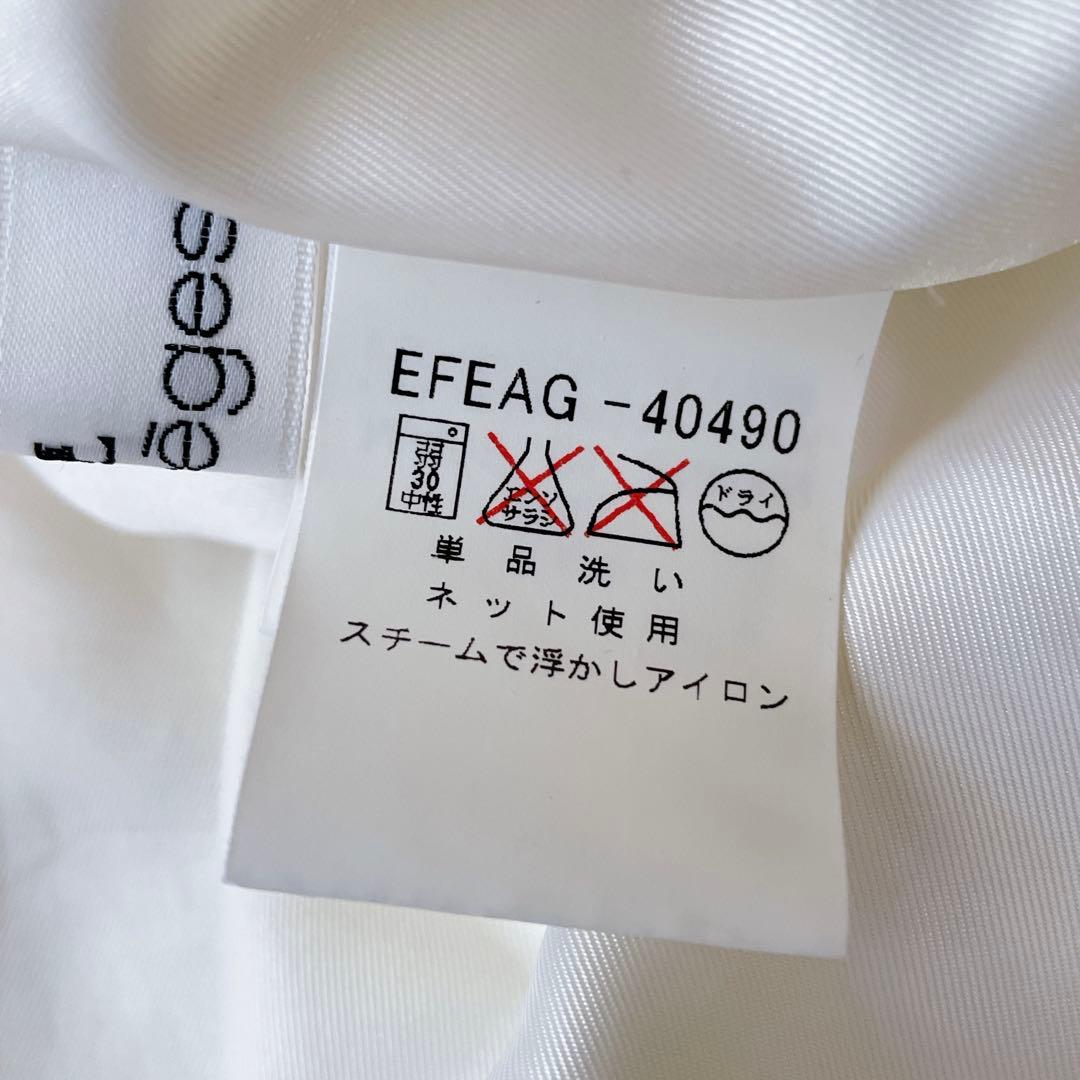 ēges
EFEAG -40490
弱
30
中性
エンソ
サラシ
ドライ
単品洗い
ネット使用
スチームで浮かしアイロン